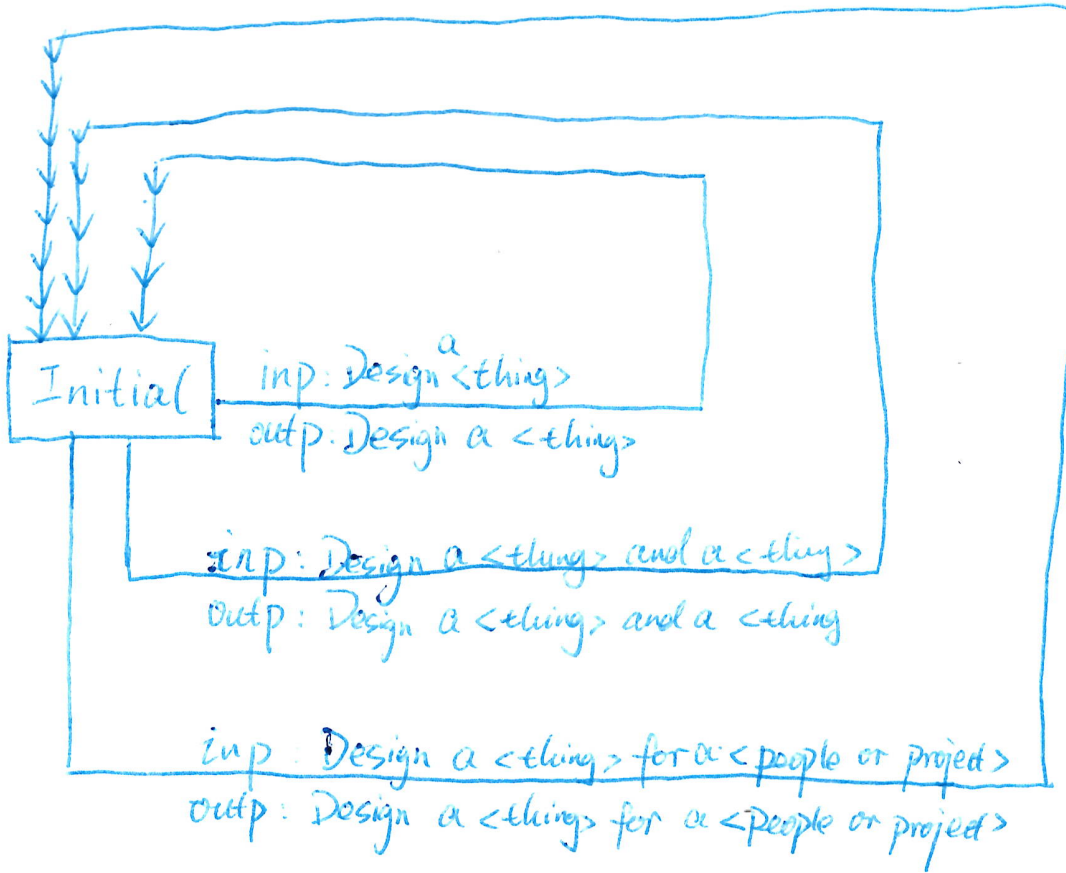 a
Initial
inp: Design <thing>
outp: Design a <thing>
inp: Design a <thing> and a <thing>
outp: Design a <thing> and a <thing
inp: Design a <thing> for a <people or project>
outp: Design a <thing> for a <people or project>